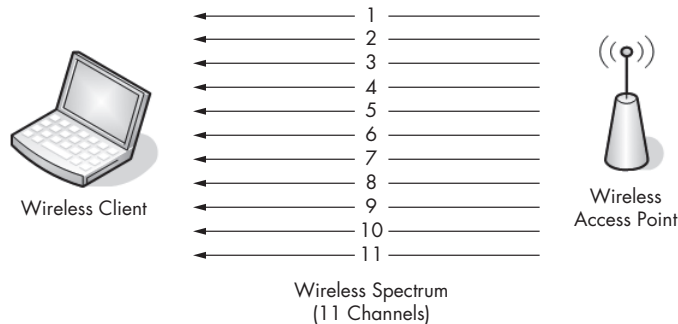 1
2
3
4
5
6
7
8
9
10
11
Wireless Client
Wireless
Access Point
Wireless Spectrum
(11 Channels)